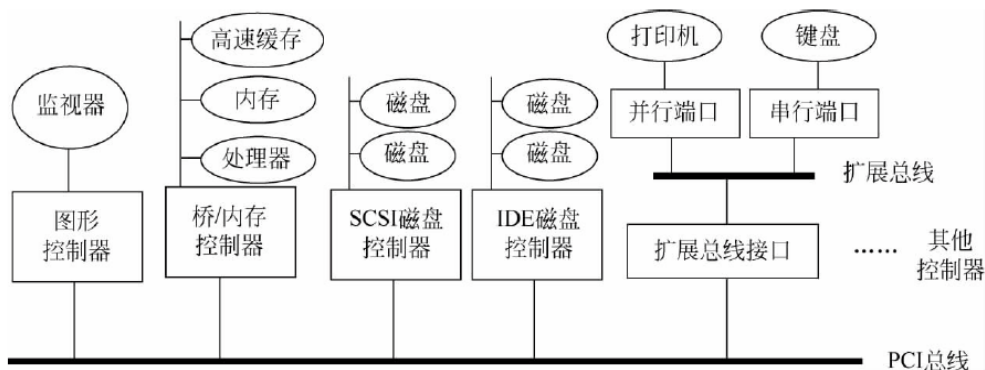 高速缓存
打印机
键盘
监视器
内存
磁盘
磁盘
并行端口
串行端口
处理器
磁盘
磁盘
扩展总线
图形
控制器
桥/内存
控制器
SCSI磁盘
控制器
IDE磁盘
控制器
扩展总线接口
…… 其他
控制器
PCI总线